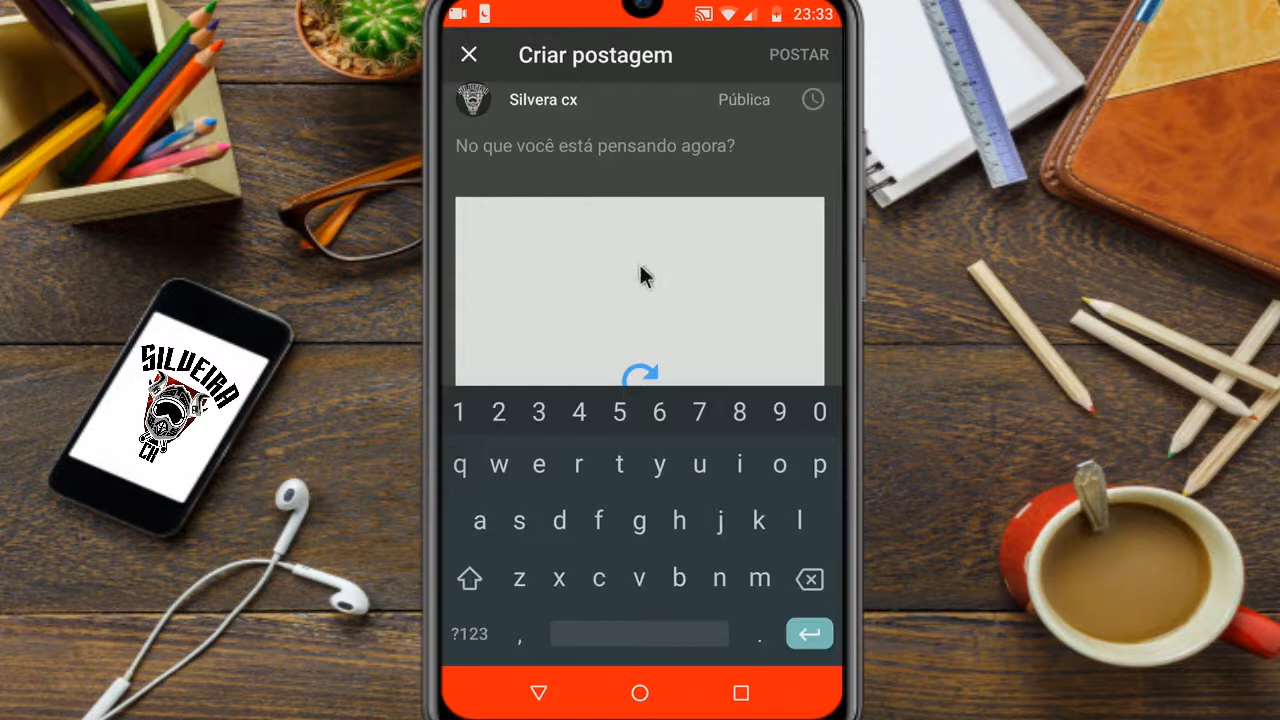 23:33
Criar postagem POSTAR
Silvera cx Pública
No que você está pensando agora?
1 2 3 4 5 6 7 8 9 0
q w e r t y u i o p
a s d f g h j k l
z x c v b n m
?123 , .
SILVEIRA
CX